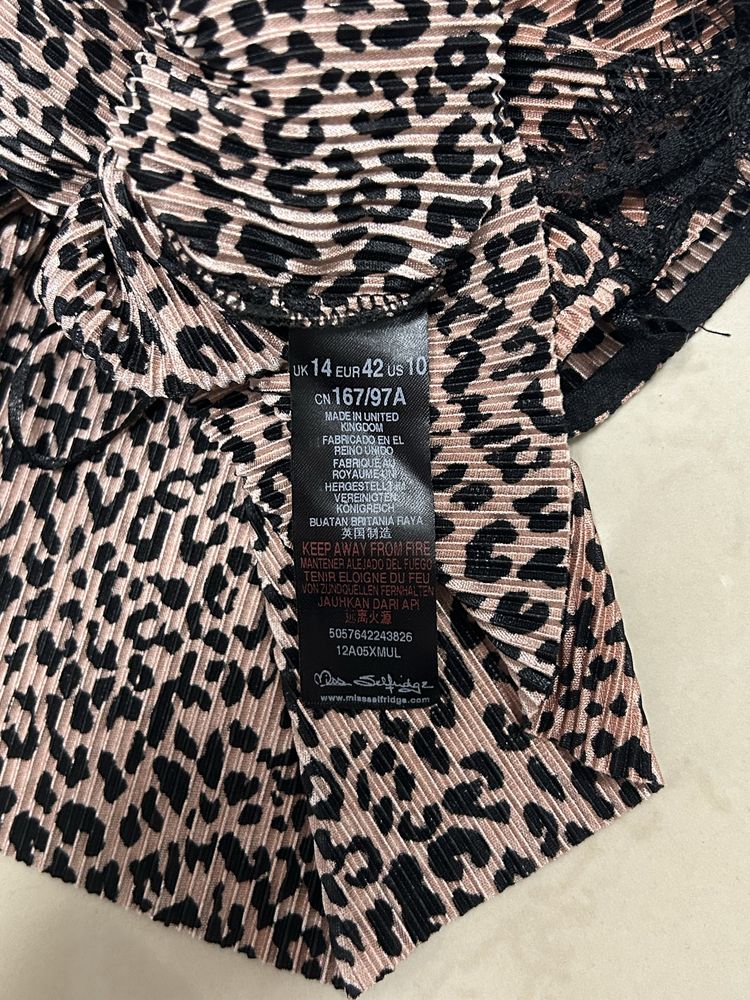 UK 14 EUR 42 US 10
CN 167/97A
MADE IN UNITED
KINGDOM
FABRICADO EN EL
REINO UNIDO
FABRIQUE AU
ROYAUME-UNI
HERGESTELLT IM
VEREINIGTEN
KONIGREICH
BUATAN BRITANIA RAYA
英国制造
KEEP AWAY FROM FIRE
MANTENER ALEJADO DEL FUEGO
TENIR ELOIGNE DU FEU
VON ZUNDQUELLEN FERNHALTEN
JAUHKAN DARI API
远离火源
5057642243826
12A05XMUL
Miss Selfridge
www.missselfridge.com